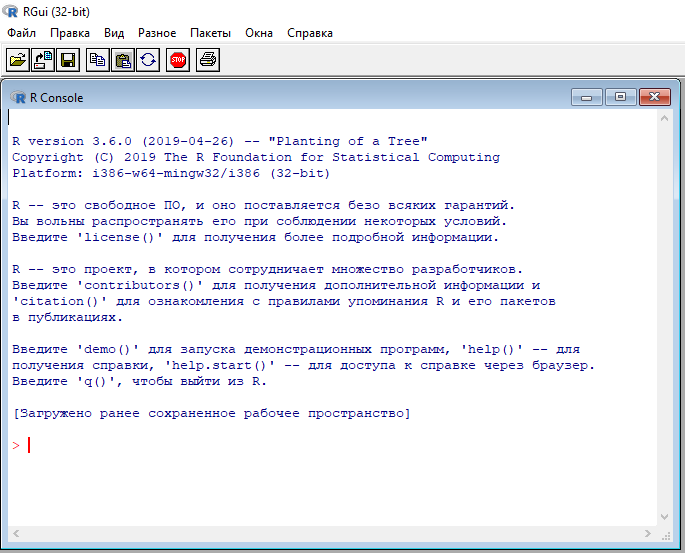 RGui (32-bit)
Файл Правка Вид Разное Пакеты Окна Справка
STOP
R Console
R version 3.6.0 (2019-04-26) -- "Planting of a Tree"
Copyright (C) 2019 The R Foundation for Statistical Computing
Platform: i386-w64-mingw32/i386 (32-bit)
R -- это свободное ПО, и оно поставляется безо всяких гарантий.
Вы вольны распространять его при соблюдении некоторых условий.
Введите 'license()' для получения более подробной информации.
R -- это проект, в котором сотрудничает множество разработчиков.
Введите 'contributors()' для получения дополнительной информации и
'citation()' для ознакомления с правилами упоминания R и его пакетов
в публикациях.
Введите 'demo()' для запуска демонстрационных программ, 'help()' -- для
получения справки, 'help.start()' -- для доступа к справке через браузер.
Введите 'q()', чтобы выйти из R.
[Загружено ранее сохраненное рабочее пространство]
>